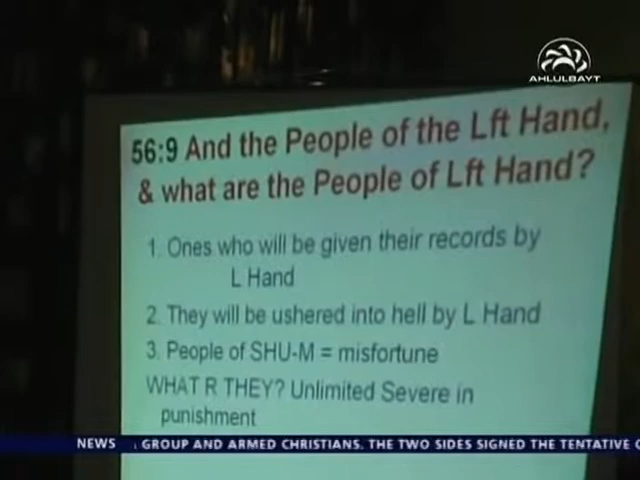 AHLULBAYT
56:9 And the People of the Lft Hand,
& what are the People of Lft Hand?
1. Ones who will be given their records by
L Hand
2. They will be ushered into hell by L Hand
3. People of SHU-M = misfortune
WHAT R THEY? Unlimited Severe in
punishment
NEWS GROUP AND ARMED CHRISTIANS. THE TWO SIDES SIGNED THE TENTATIVE